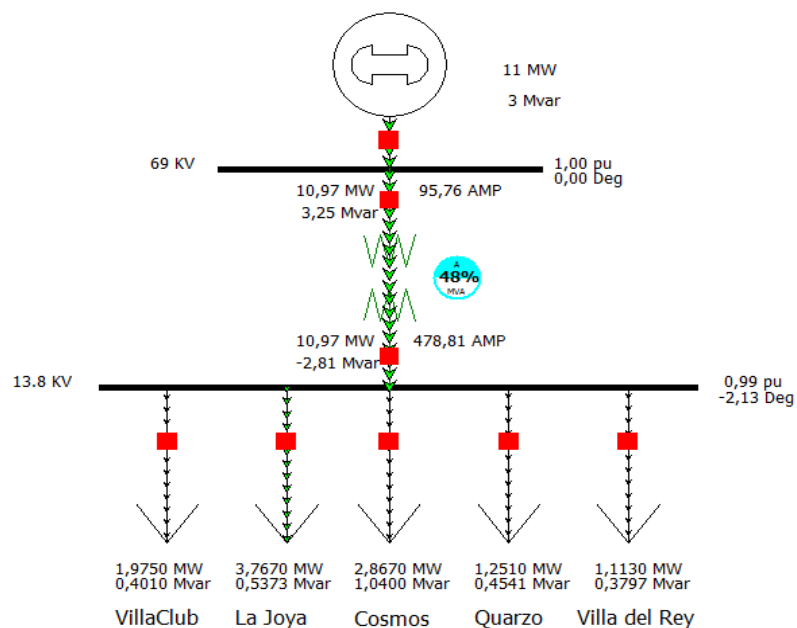 11 MW
3 Mvar
69 KV
1,00 pu
0,00 Deg
10,97 MW
95,76 AMP
3,25 Mvar
A
48%
MVA
10,97 MW
478,81 AMP
-2,81 Mvar
13.8 KV
0,99 pu
-2,13 Deg
1,9750 MW
3,7670 MW
2,8670 MW
1,2510 MW
1,1130 MW
0,4010 Mvar
0,5373 Mvar
1,0400 Mvar
0,4541 Mvar
0,3797 Mvar
VillaClub
La Joya
Cosmos
Quarzo
Villa del Rey